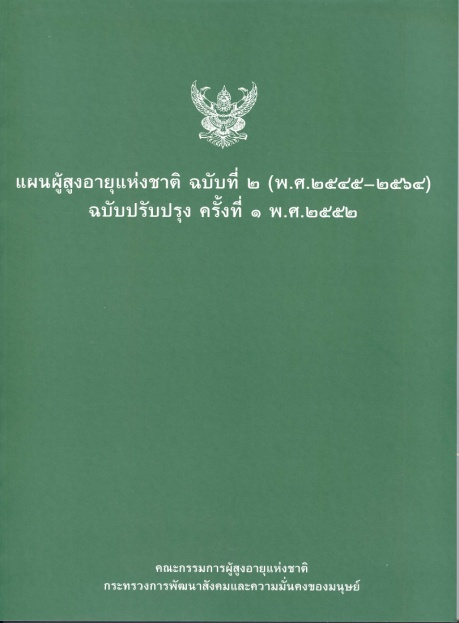 แผนผู้สูงอายุแห่งชาติ ฉบับที่ ๒ (พ.ศ.๒๕๔๕–๒๕๖๔)
ฉบับปรับปรุง ครั้งที่ ๑ พ.ศ.๒๕๕๒
คณะกรรมการผู้สูงอายุแห่งชาติ
กระทรวงการพัฒนาสังคมและความมั่นคงของมนุษย์